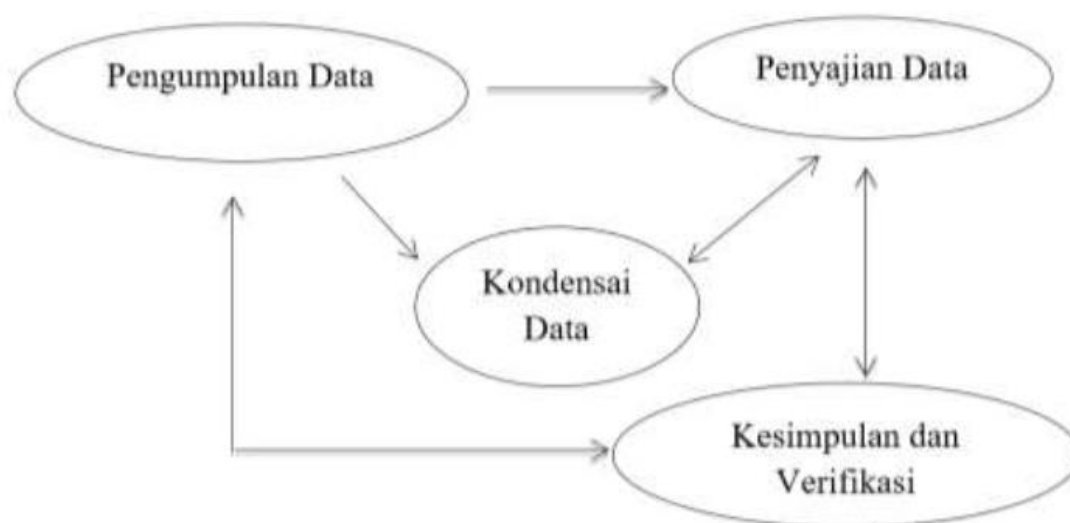 Pengumpulan Data
Penyajian Data
Kondensai
Data
Kesimpulan dan
Verifikasi